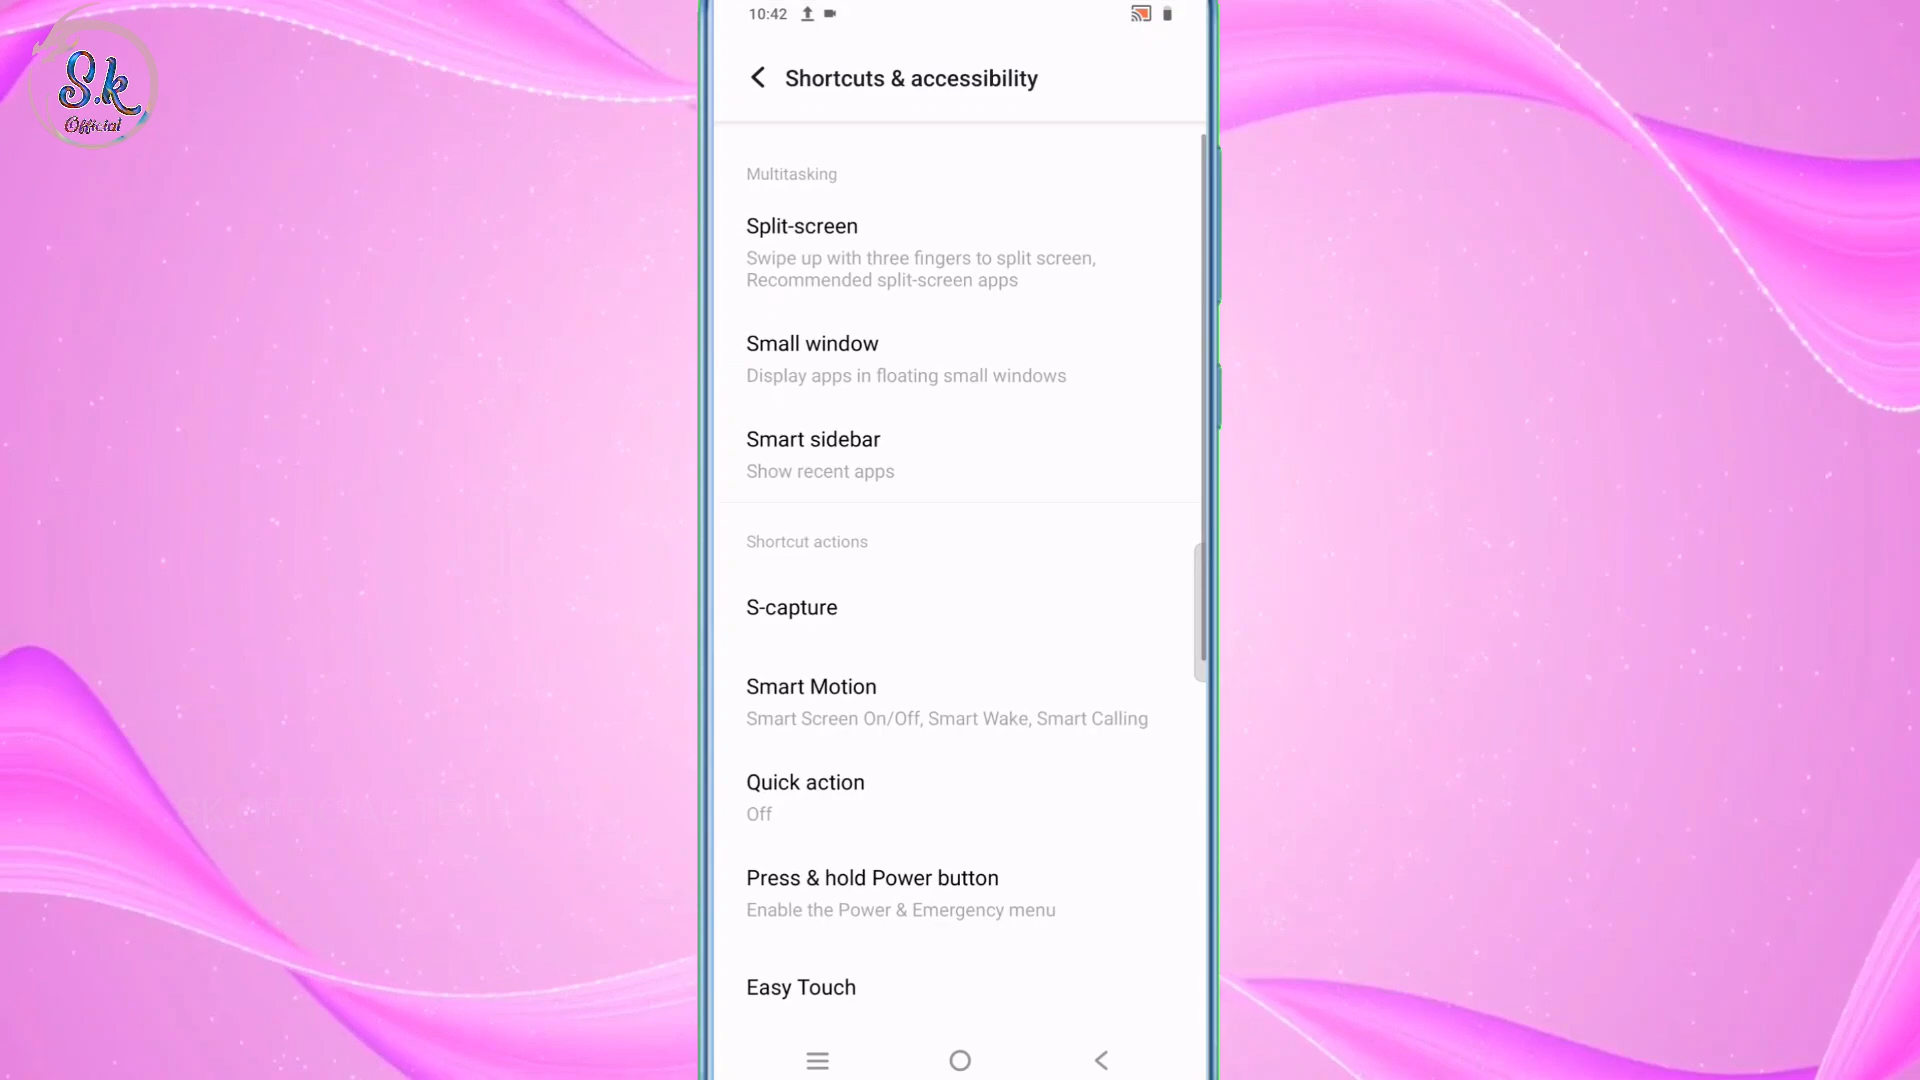 S.k
Official
10:42
Shortcuts & accessibility
Multitasking
Split-screen
Swipe up with three fingers to split screen,
Recommended split-screen apps
Small window
Display apps in floating small windows
Smart sidebar
Show recent apps
Shortcut actions
S-capture
Smart Motion
Smart Screen On/Off, Smart Wake, Smart Calling
Quick action
Off
SK OFFICIAL TECH
Press & hold Power button
Enable the Power & Emergency menu
Easy Touch